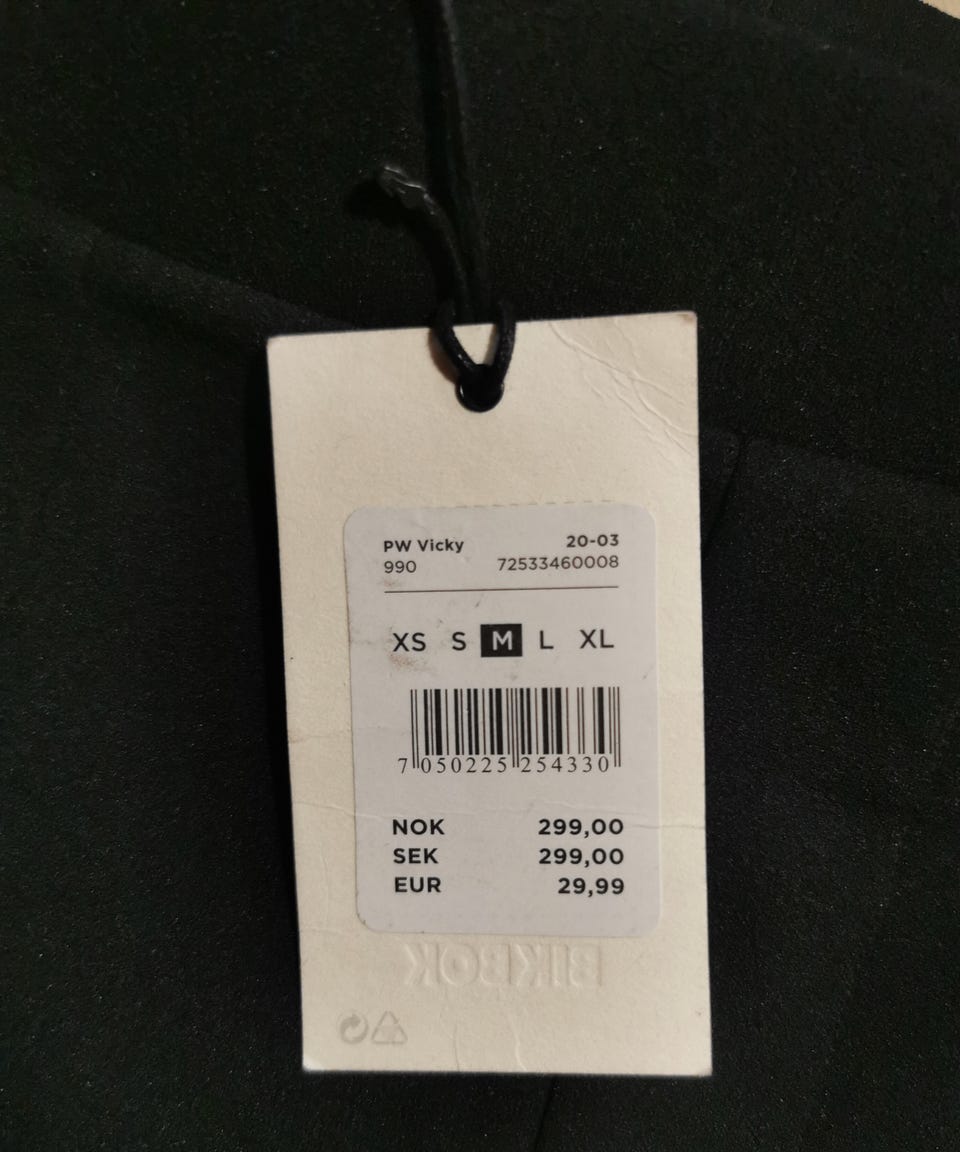 PW Vicky 20-03
990 72533460008
XS S M L XL
7 050225 254330
NOK 299,00
SEK 299,00
EUR 29,99
BIKBOK